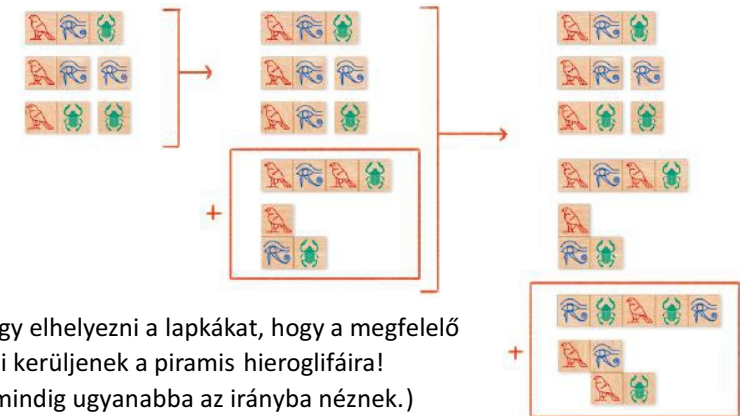 gy elhelyezni a lapkákat, hogy a megfelelő
i kerüljenek a piramis hieroglifáira!
mindig ugyanabba az irányba néznek.)